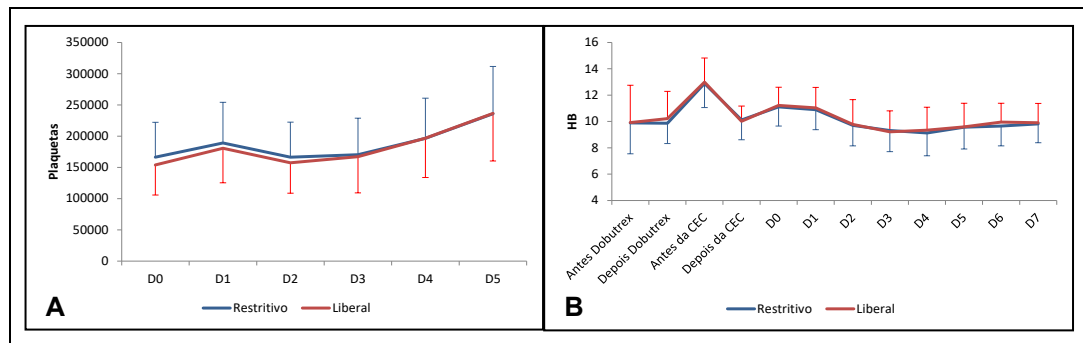 350000
300000
250000
200000
150000
100000
50000
0
Plaquetas
D0 D1 D2 D3 D4 D5
A
Restritivo Liberal
16
14
12
10
8
6
4
HB
Antes Dobutrex
Depois Dobutrex
Antes da CEC
Depois da CEC
D0
D1
D2
D3
D4
D5
D6
D7
B
Restritivo Liberal